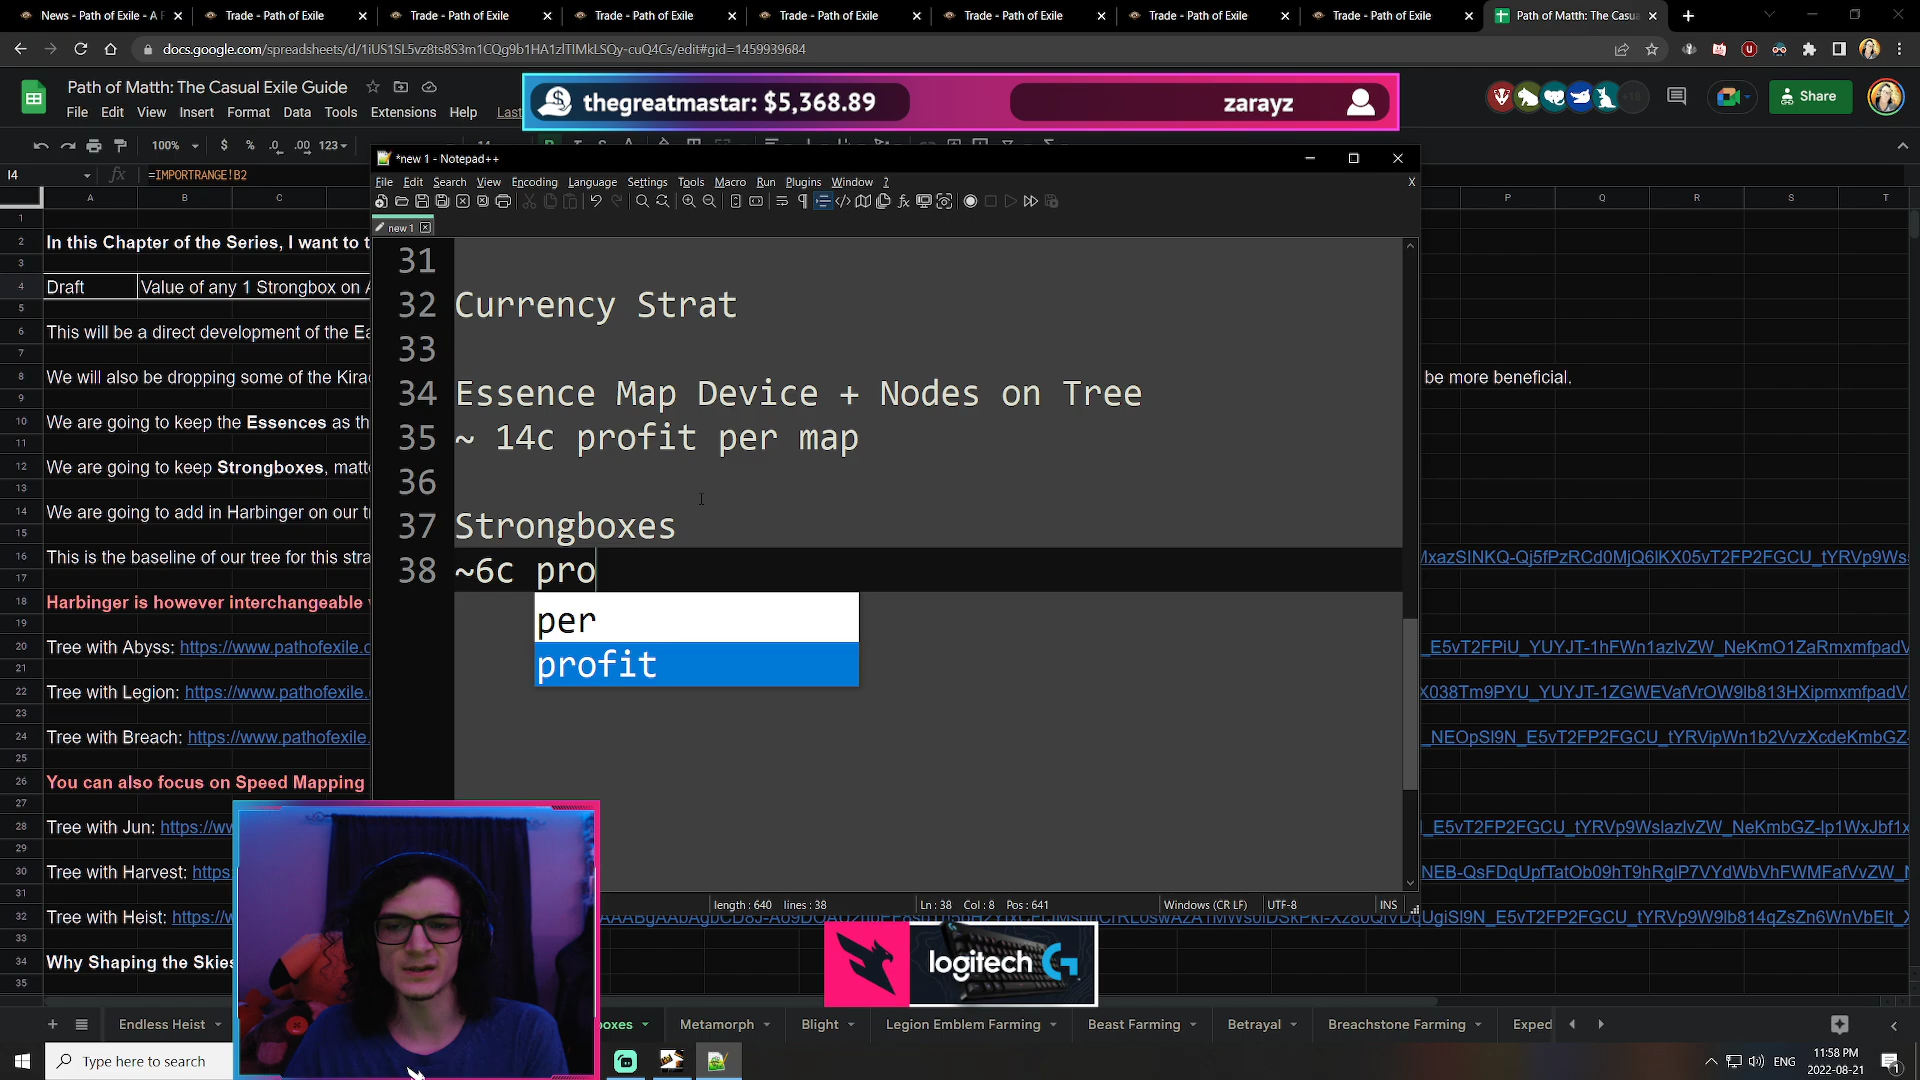 News - Path of Exile - A F
Trade - Path of Exile
Trade - Path of Exile
Trade - Path of Exile
Trade - Path of Exile
Trade - Path of Exile
Trade - Path of Exile
Trade - Path of Exile
Path of Matth: The Casua
docs.google.com/spreadsheets/d/1iUS1SL5vz8ts8S3m1CQg9b1HA1zlTIMkLSQy-cuQ4Cs/edit#gid=1459939684
Path of Matth: The Casual Exile Guide
File Edit View Insert Format Data Tools Extensions Help Last
thegreatmastar: $5,368.89
zarayz
Share
100% $ % .0 .00 123
I4
=IMPORTRANGE!B2
A B C P Q R S T
In this Chapter of the Series, I want to t
Draft
Value of any 1 Strongbox on A
This will be a direct development of the Ea
We will also be dropping some of the Kira
be more beneficial.
We are going to keep the Essences as th
We are going to keep Strongboxes, matt
We are going to add in Harbinger on our t
This is the baseline of our tree for this stra
Harbinger is however interchangeable
Tree with Abyss: https://www.pathofexile.c
Tree with Legion: https://www.pathofexile.
Tree with Breach: https://www.pathofexile.
You can also focus on Speed Mapping
Tree with Jun: https://ww
Tree with Harvest: https
Tree with Heist: https://w
Why Shaping the Skies
*new 1 - Notepad++
File Edit Search View Encoding Language Settings Tools Macro Run Plugins Window ?
X
new 1
31
32 Currency Strat
33
34 Essence Map Device + Nodes on Tree
35 ~ 14c profit per map
36
37 Strongboxes
38 ~6c pro
per
profit
length : 640 lines : 38
Ln : 38 Col : 8 Pos : 641
Windows (CR LF)
UTF-8
INS
logitech G
Endless Heist
boxes
Metamorph
Blight
Legion Emblem Farming
Beast Farming
Betrayal
Breachstone Farming
Exped
Type here to search
ENG
11:58 PM
2022-08-21
1